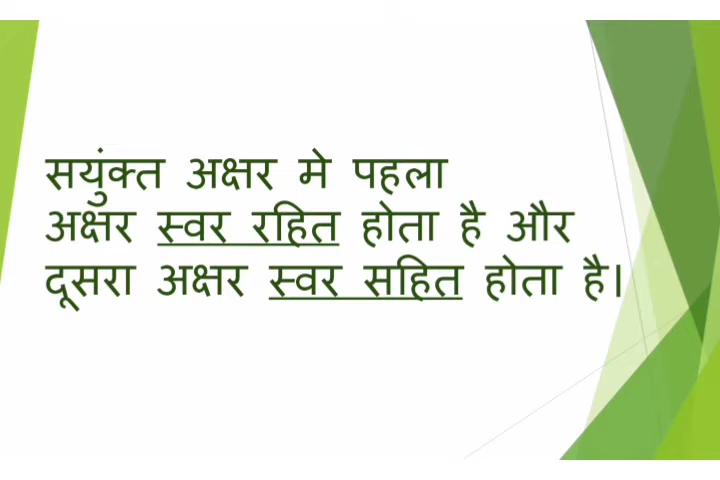 सयुंक्त अक्षर मे पहला
अक्षर स्वर रहित होता है और
दूसरा अक्षर स्वर सहित होता है।